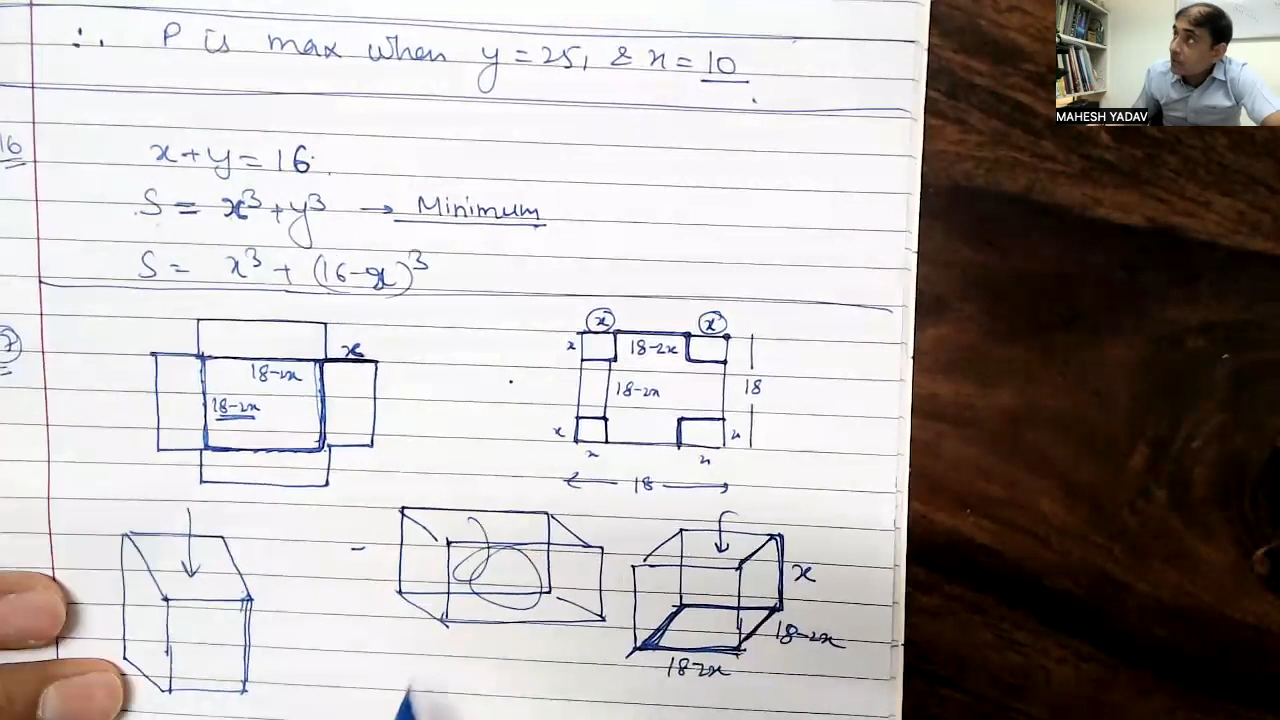 ∴ P is max when y = 25, & x = 10
MAHESH YADAV
16
x + y = 16.
S = x³ + y³ → Minimum
S = x³ + (16-x)³
7
x
18-2x
18-2x
x x
x 18-2x
18-2x 18
x x
x x
18
x
18-2x
18-2x